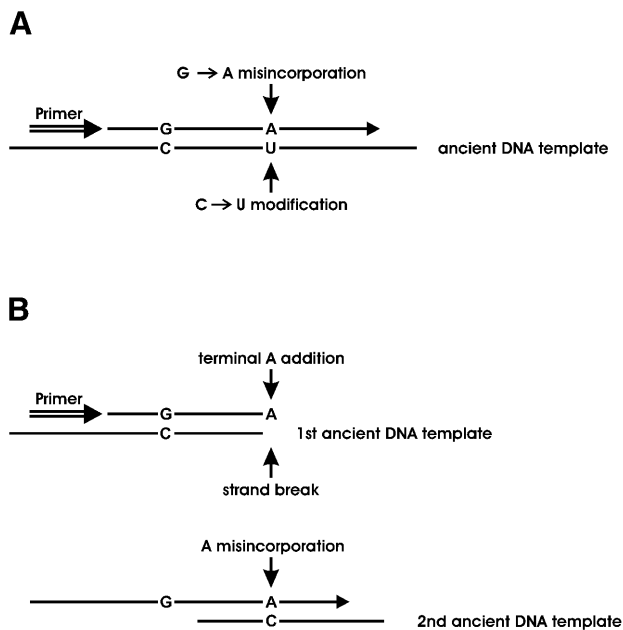 A
G → A misincorporation
Primer
G A
C U
ancient DNA template
C → U modification
B
terminal A addition
Primer
G A
C
1st ancient DNA template
strand break
A misincorporation
G A
C
2nd ancient DNA template